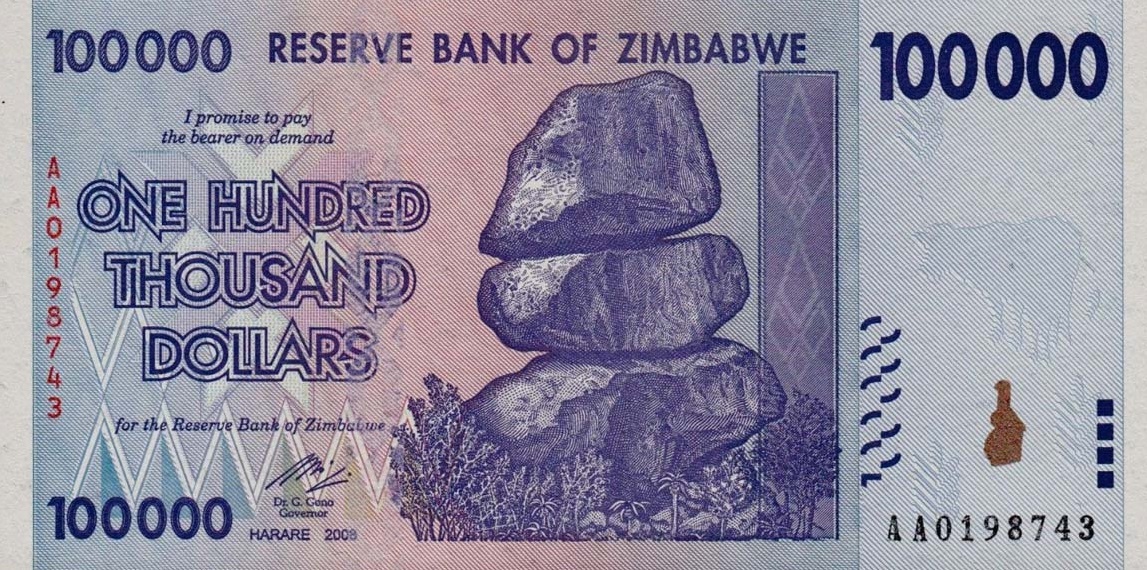 100000 RESERVE BANK OF ZIMBABWE 100000
I promise to pay
the bearer on demand
AA0198743
ONE HUNDRED
THOUSAND
DOLLARS
for the Reserve Bank of Zimbabwe
Dr. G. Gono
Governor
100000 HARARE 2008
AA0198743